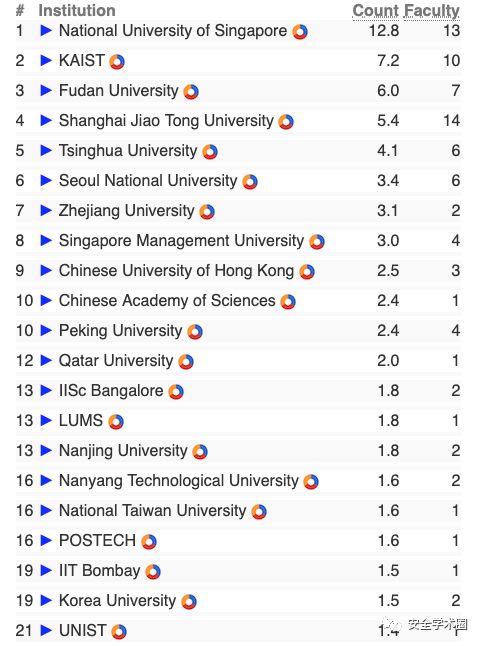 # Institution Count Faculty
1 National University of Singapore 12.8 13
2 KAIST 7.2 10
3 Fudan University 6.0 7
4 Shanghai Jiao Tong University 5.4 14
5 Tsinghua University 4.1 6
6 Seoul National University 3.4 6
7 Zhejiang University 3.1 2
8 Singapore Management University 3.0 4
9 Chinese University of Hong Kong 2.5 3
10 Chinese Academy of Sciences 2.4 1
10 Peking University 2.4 4
12 Qatar University 2.0 1
13 IISc Bangalore 1.8 2
13 LUMS 1.8 1
13 Nanjing University 1.8 2
16 Nanyang Technological University 1.6 2
16 National Taiwan University 1.6 1
16 POSTECH 1.6 1
19 IIT Bombay 1.5 1
19 Korea University 1.5 2
21 UNIST 1.4 1
安全学术圈